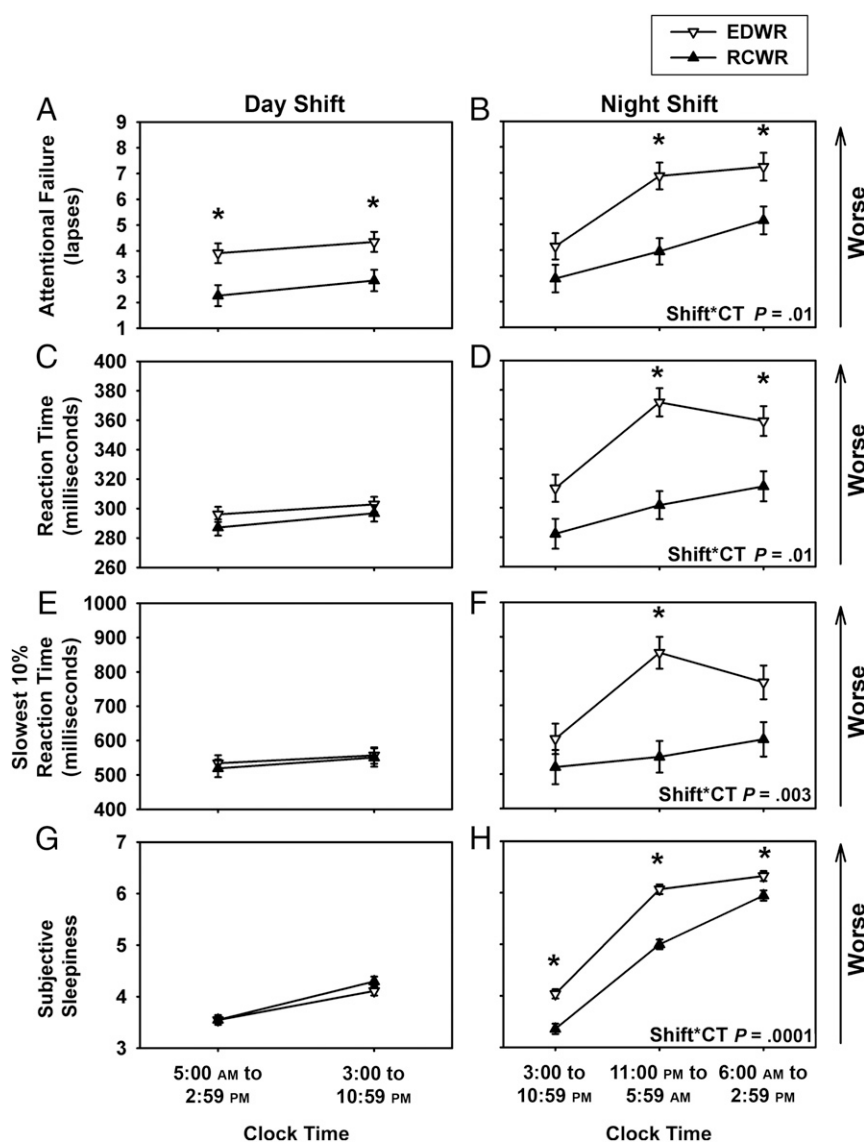 EDWR
RCWR
Day Shift
Night Shift
A
B
9
8
7
6
5
4
3
2
1
Attentional Failure
(lapses)
*
*
*
*
Shift*CT P = .01
Worse
C
D
400
380
360
340
320
300
280
260
Reaction Time
(milliseconds)
*
*
Shift*CT P = .01
Worse
E
F
1000
900
800
700
600
500
400
Slowest 10%
Reaction Time
(milliseconds)
*
Shift*CT P = .003
Worse
G
H
7
6
5
4
3
Subjective
Sleepiness
*
*
*
Shift*CT P = .0001
Worse
5:00 AM to
2:59 PM
3:00 to
10:59 PM
3:00 to
10:59 PM
11:00 PM to
5:59 AM
6:00 AM to
2:59 PM
Clock Time
Clock Time